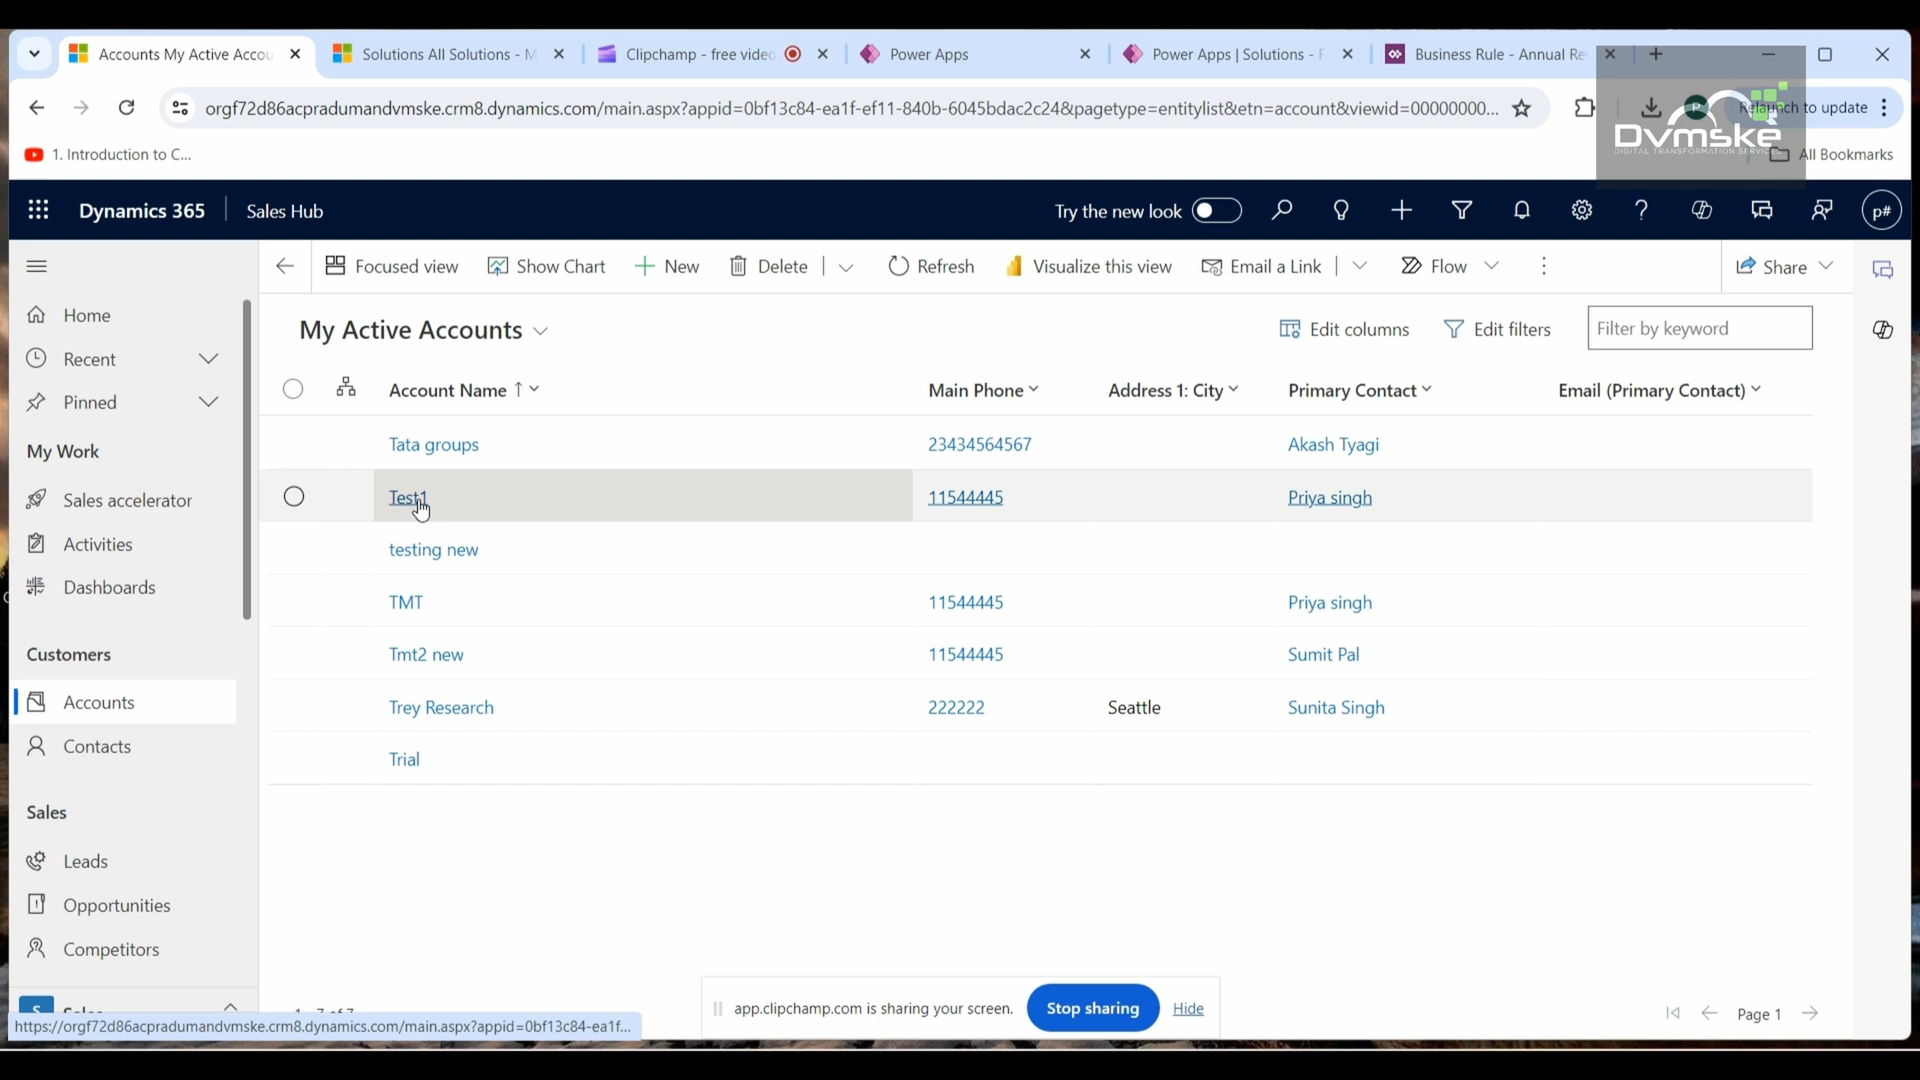 Accounts My Active Accou
Solutions All Solutions - M
Clipchamp - free video
Power Apps
Power Apps | Solutions - F
Business Rule - Annual Re
orgf72d86acpradumandvmske.crm8.dynamics.com/main.aspx?appid=0bf13c84-ea1f-ef11-840b-6045bdac2c24&pagetype=entitylist&etn=account&viewid=00000000...
P
Relaunch to update
Dvmske
DIGITAL TRANSFORMATION SERVICES
1. Introduction to C...
All Bookmarks
Dynamics 365
Sales Hub
Try the new look
p#
Focused view
Show Chart
New
Delete
Refresh
Visualize this view
Email a Link
Flow
Share
Home
Recent
Pinned
My Work
Sales accelerator
Activities
Dashboards
Customers
Accounts
Contacts
Sales
Leads
Opportunities
Competitors
S Sales
My Active Accounts
Edit columns
Edit filters
Filter by keyword
Account Name Main Phone Address 1: City Primary Contact Email (Primary Contact)
Tata groups 23434564567 Akash Tyagi
Test1 11544445 Priya singh
testing new
TMT 11544445 Priya singh
Tmt2 new 11544445 Sumit Pal
Trey Research 222222 Seattle Sunita Singh
Trial
1 - 7 of 7
Page 1
app.clipchamp.com is sharing your screen.
Stop sharing
Hide
https://orgf72d86acpradumandvmske.crm8.dynamics.com/main.aspx?appid=0bf13c84-ea1f...